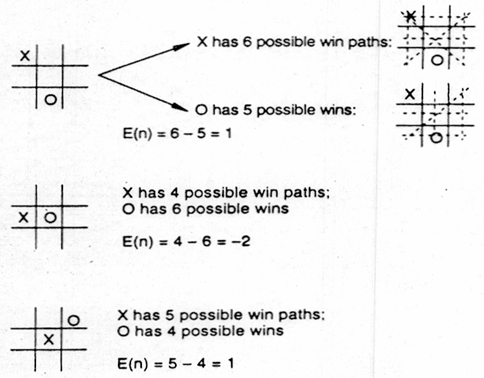 X has 6 possible win paths:
X
O
X
O
O has 5 possible wins:
X
O
E(n) = 6 – 5 = 1
X has 4 possible win paths;
O has 6 possible wins
X O
E(n) = 4 – 6 = –2
X has 5 possible win paths;
O
O has 4 possible wins
X
E(n) = 5 – 4 = 1